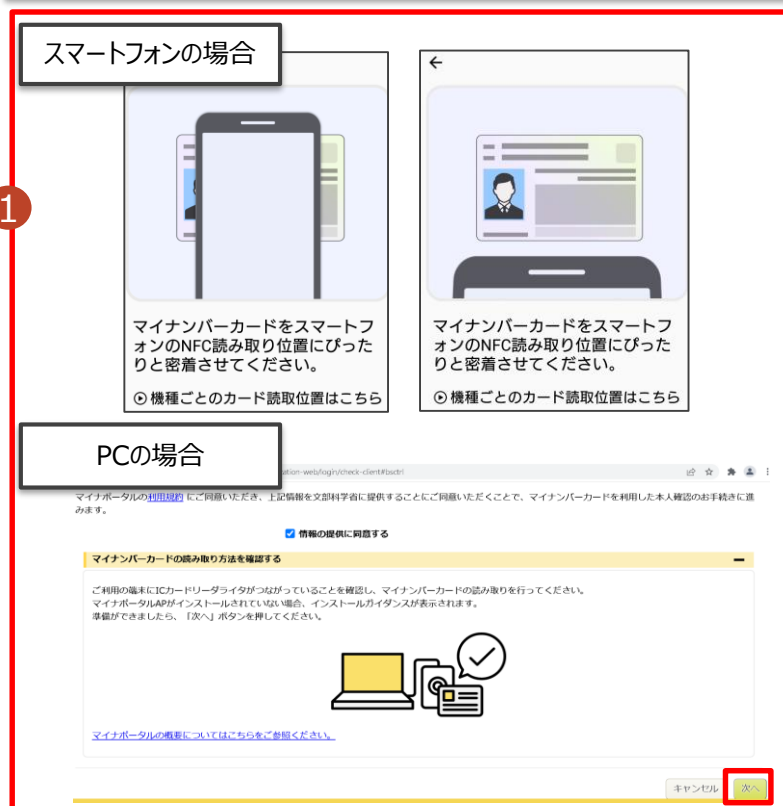 スマートフォンの場合
←
1
マイナンバーカードをスマートフ
ォンのNFC読み取り位置にぴった
りと密着させてください。
機種ごとのカード読取位置はこちら
マイナンバーカードをスマートフ
ォンのNFC読み取り位置にぴった
りと密着させてください。
機種ごとのカード読取位置はこちら
PCの場合
ation-web/login/check-client#bsctrl
マイナポータルの利用規約 にご同意いただき、上記情報を文部科学省に提供することにご同意いただくことで、マイナンバーカードを利用した本人確認のお手続きに進
みます。
情報の提供に同意する
マイナンバーカードの読み取り方法を確認する
ご利用の端末にICカードリーダライタがつながっていることを確認し、マイナンバーカードの読み取りを行ってください。
マイナポータルAPがインストールされていない場合、インストールガイダンスが表示されます。
準備ができましたら、「次へ」ボタンを押してください。
マイナポータルの概要についてはこちらをご参照ください。
キャンセル
次へ